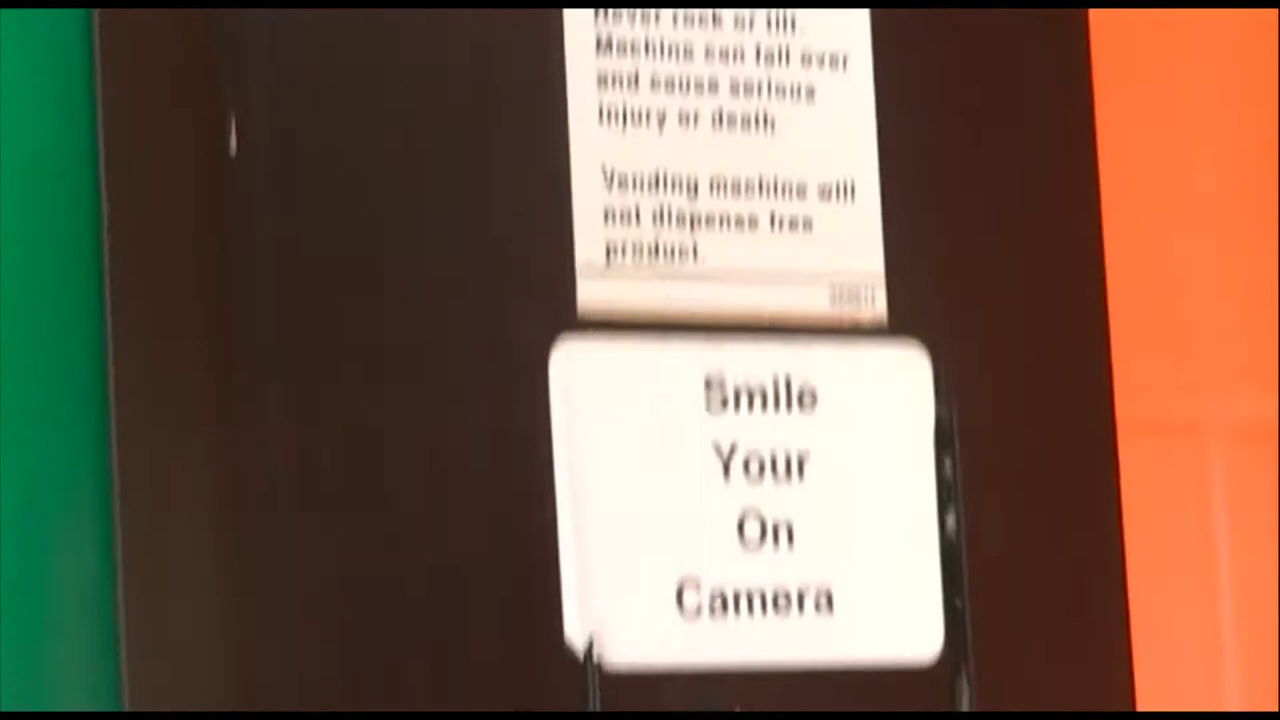 Never rock or tilt.
Machine can fall over
and cause serious
injury or death
Vending machine will
not dispense free
product.
Smile
Your
On
Camera